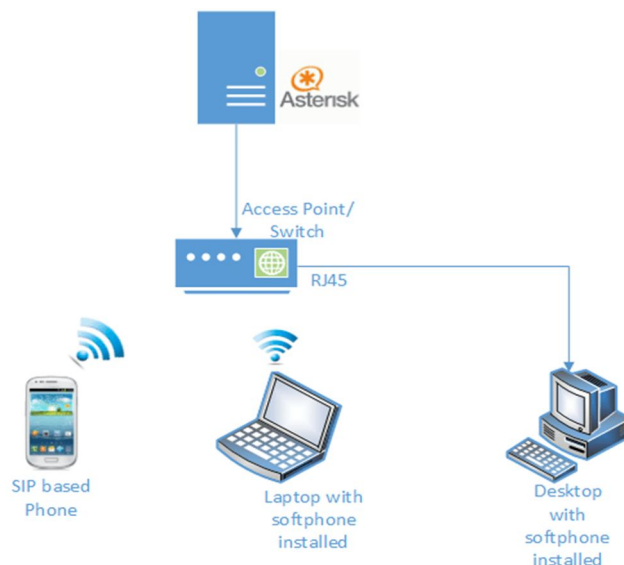 Asterisk
Access Point/
Switch
RJ45
SIP based
Phone
Laptop with
softphone
installed
Desktop
with
softphone
installed